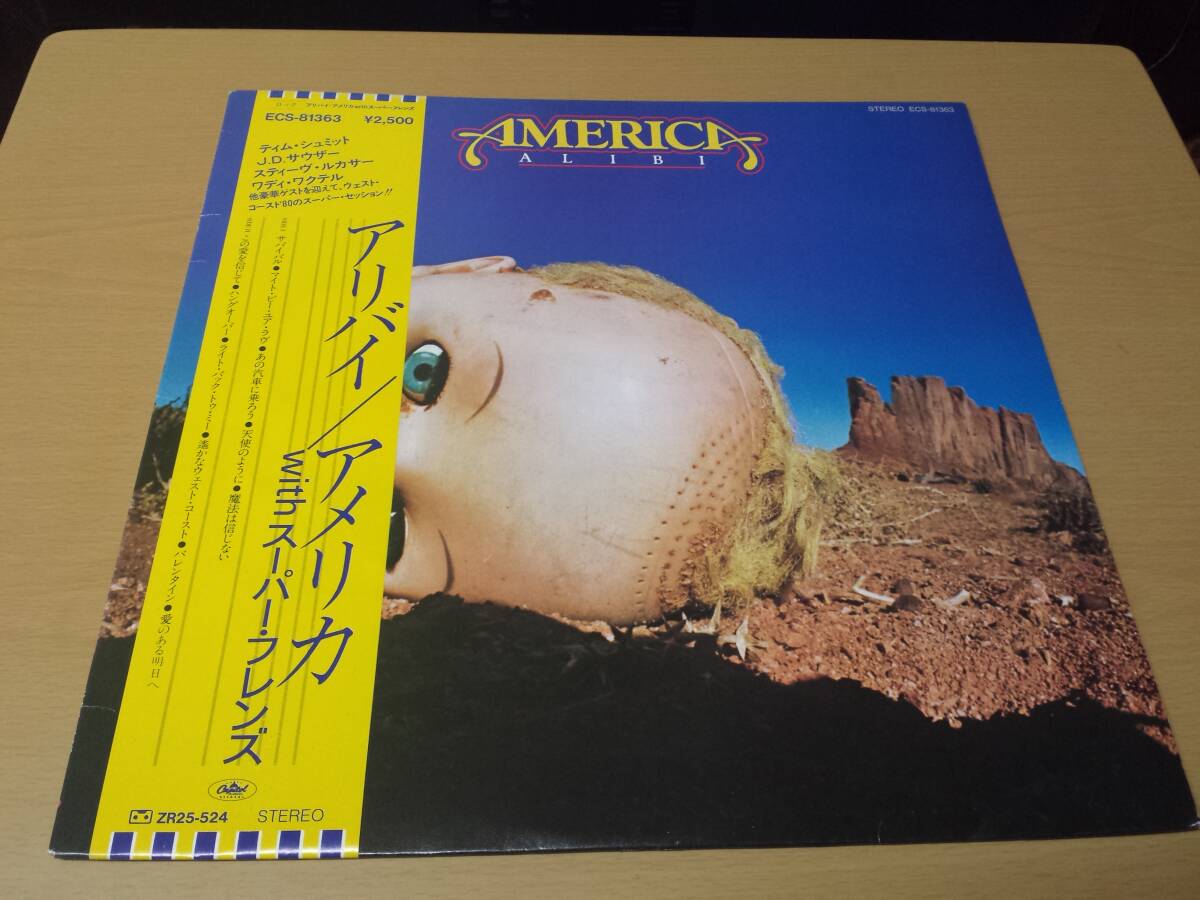 ロック アリバイ・アメリカwithスーパー・フレンズ
ECS-81363 ¥2,500
ティム・シュミット
J.D.サウザー
スティーヴ・ルカサー
ワディ・ワクテル
他豪華ゲストを迎えて、ウェスト・
コースト'80のスーパー・セッション!!
アリバイ/アメリカ
withスーパー・フレンズ
SIDE I サバイバル●マイト・ビー・ユア・ラヴ●あの汽車に乗ろう●天使のように●魔法は信じない
SIDE II この愛を信じて●ハングオーバー●ライト・バック・トゥ・ミー●遙かなウェスト・コースト●バレンタイン●愛のある明日へ
Capitol
ZR25-524 STEREO
STEREO ECS-81363
AMERICA
ALIBI